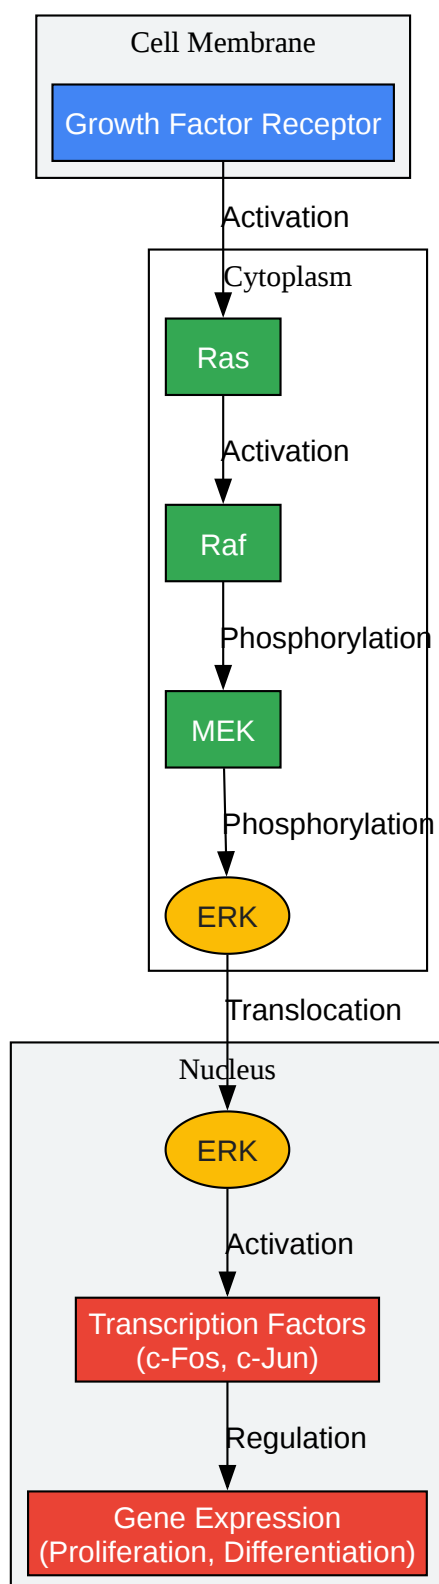 Cell Membrane
Growth Factor Receptor
Activation
Cytoplasm
Ras
Activation
Raf
Phosphorylation
MEK
Phosphorylation
ERK
Translocation
Nucleus
ERK
Activation
Transcription Factors
(c-Fos, c-Jun)
Regulation
Gene Expression
(Proliferation, Differentiation)